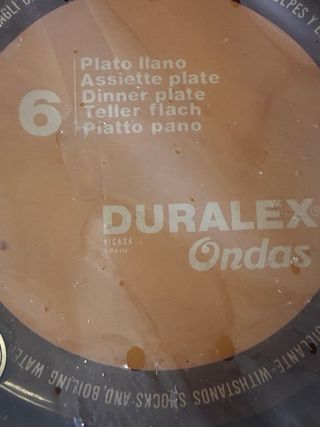 6
Plato llano
Assiette plate
Dinner plate
Teller flach
Piatto pano
DURALEX
VICASA
SPAIN
Ondas
WITHSTANDS SHOCKS AND BOILING WATE